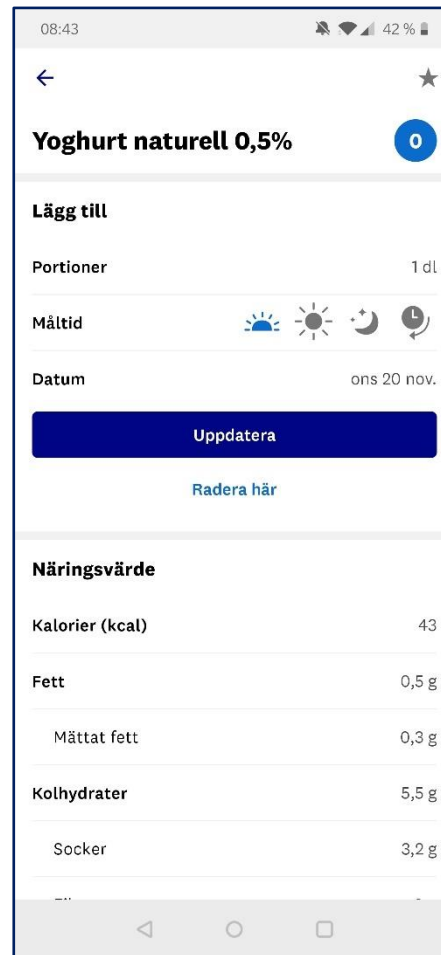 08:43 42 %
Yoghurt naturell 0,5% 0
Lägg till
Portioner 1 dl
Måltid
Datum ons 20 nov.
Uppdatera
Radera här
Näringsvärde
Kalorier (kcal) 43
Fett 0,5 g
Mättat fett 0,3 g
Kolhydrater 5,5 g
Socker 3,2 g